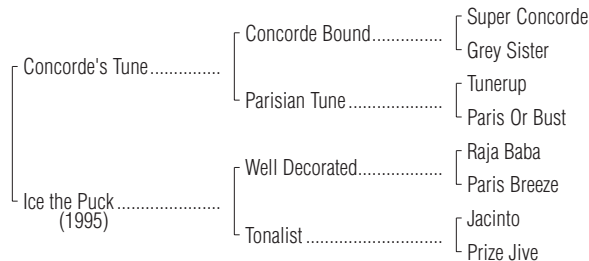 Super Concorde
Concorde Bound...............
Grey Sister
Concorde's Tune...............
Tunerup
Parisian Tune ....................
Paris Or Bust
Raja Baba
Well Decorated..................
Paris Breeze
Ice the Puck......................
(1995)
Jacinto
Tonalist .............................
Prize Jive